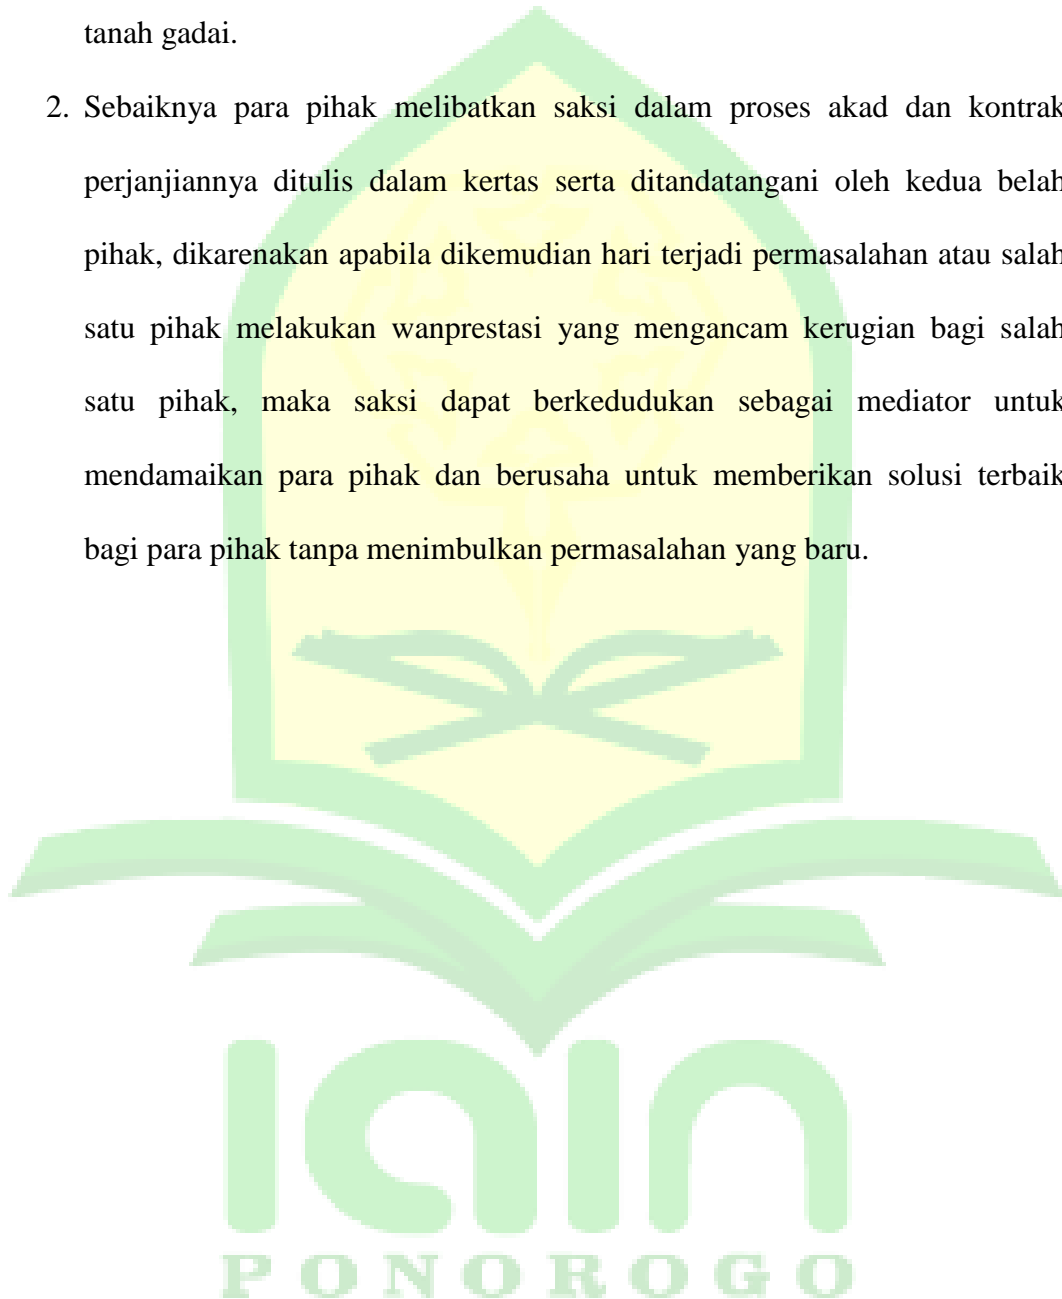 tanah gadai.
2. Sebaiknya para pihak melibatkan saksi dalam proses akad dan kontrak
perjanjiannya ditulis dalam kertas serta ditandatangani oleh kedua belah
pihak, dikarenakan apabila dikemudian hari terjadi permasalahan atau salah
satu pihak melakukan wanprestasi yang mengancam kerugian bagi salah
satu pihak, maka saksi dapat berkedudukan sebagai mediator untuk
mendamaikan para pihak dan berusaha untuk memberikan solusi terbaik
bagi para pihak tanpa menimbulkan permasalahan yang baru.
iain
PONOROGO